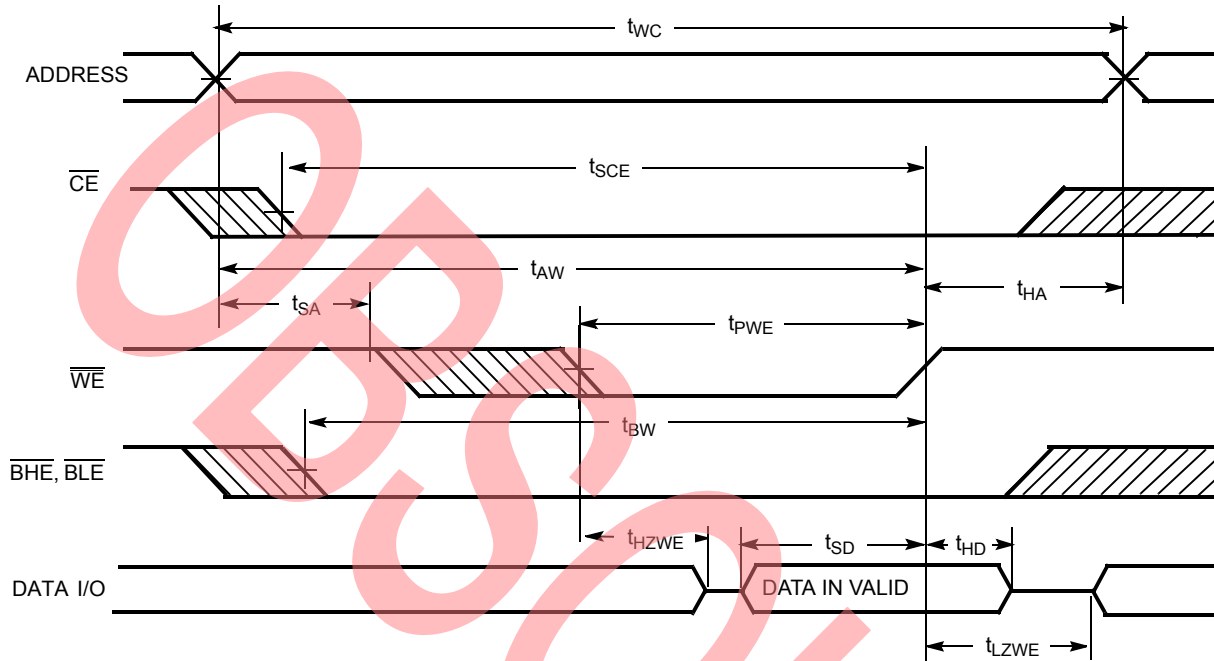 tWC
ADDRESS
CE
tSCE
tAW
tSA
tHA
tPWE
WE
tBW
BHE, BLE
tHZWE
tSD
tHD
DATA I/O
DATA IN VALID
tLZWE
OBSO